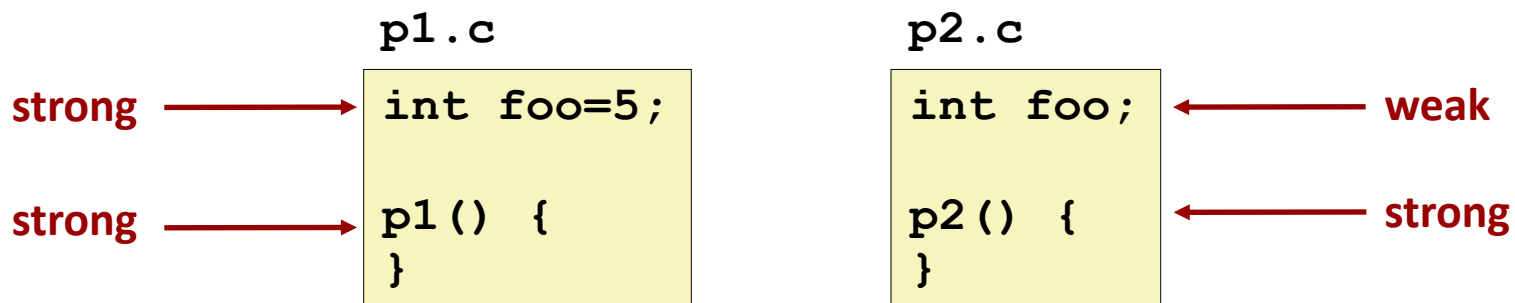 p1.c p2.c
strong int foo=5; int foo; weak
strong p1() { p2() { strong
} }